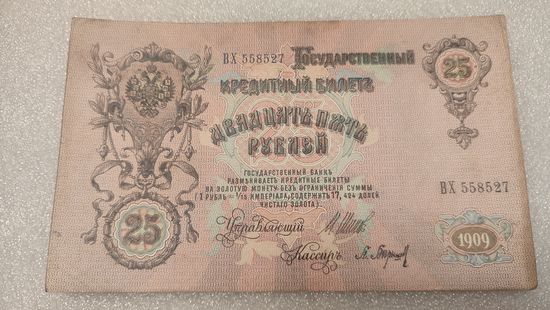 ВХ 558527 Государственный
25
Кредитный Билетъ
Двадцать пять
рублей
25
Государственный Банкъ
размѣниваетъ кредитные билеты
на золотую монету безъ ограниченія суммы
(1 рубль = 1/15 имперіала, содержитъ 17,424 долей
чистаго золота).
ВХ 558527
Управляющій
25
Кассиръ
1909